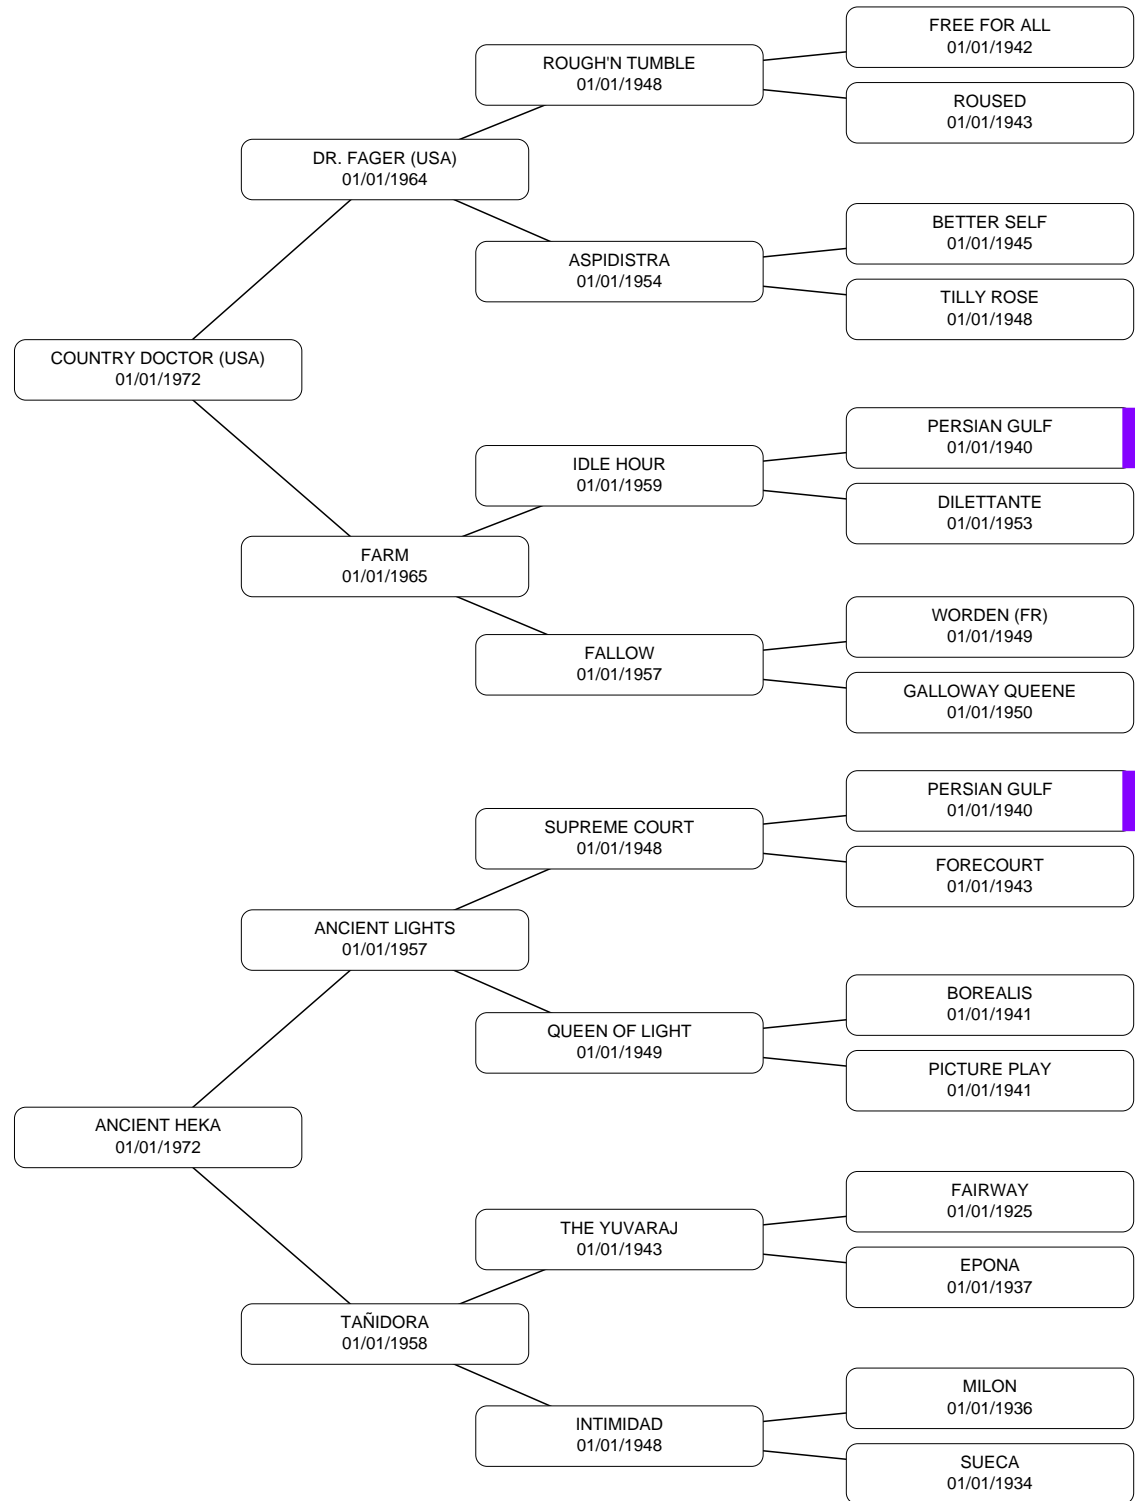 FREE FOR ALL
01/01/1942
ROUGH'N TUMBLE
01/01/1948
ROUSED
01/01/1943
DR. FAGER (USA)
01/01/1964
BETTER SELF
01/01/1945
ASPIDISTRA
01/01/1954
TILLY ROSE
01/01/1948
COUNTRY DOCTOR (USA)
01/01/1972
PERSIAN GULF
01/01/1940
IDLE HOUR
01/01/1959
DILETTANTE
01/01/1953
FARM
01/01/1965
WORDEN (FR)
01/01/1949
FALLOW
01/01/1957
GALLOWAY QUEENE
01/01/1950
PERSIAN GULF
01/01/1940
SUPREME COURT
01/01/1948
FORECOURT
01/01/1943
ANCIENT LIGHTS
01/01/1957
BOREALIS
01/01/1941
QUEEN OF LIGHT
01/01/1949
PICTURE PLAY
01/01/1941
ANCIENT HEKA
01/01/1972
FAIRWAY
01/01/1925
THE YUVARAJ
01/01/1943
EPONA
01/01/1937
TAÑIDORA
01/01/1958
MILON
01/01/1936
INTIMIDAD
01/01/1948
SUECA
01/01/1934